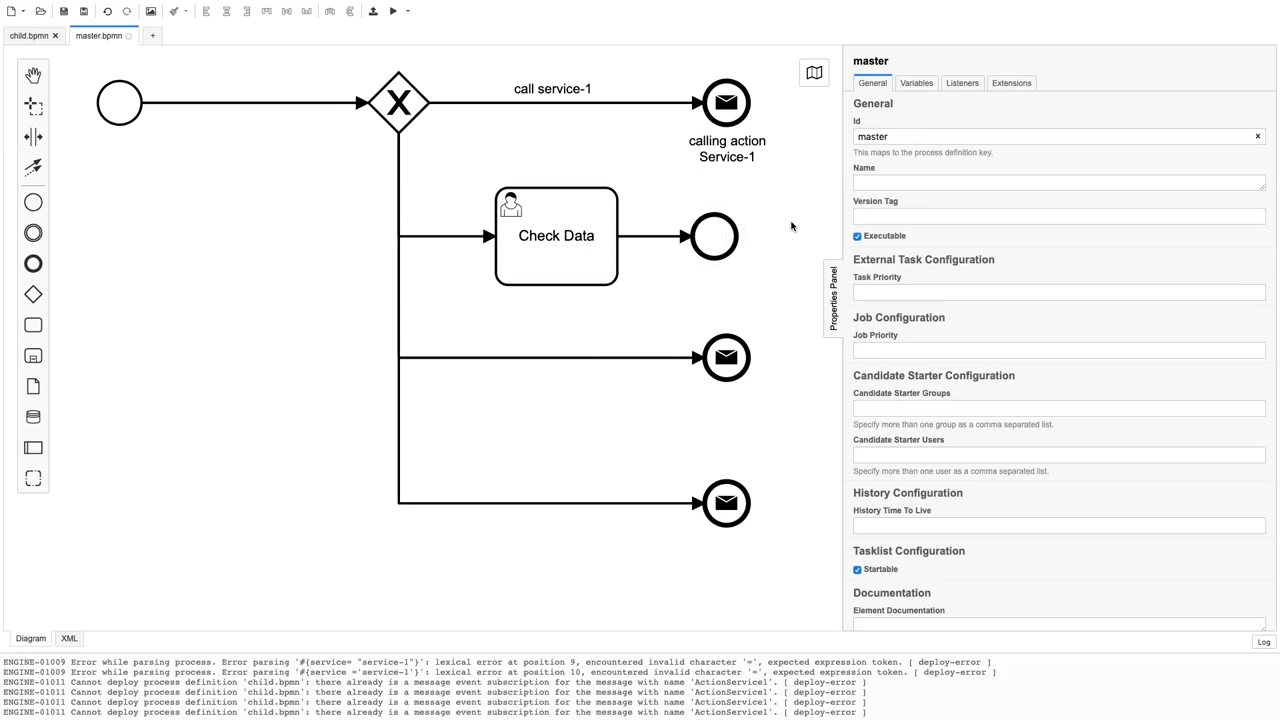 child.bpmn ×
master.bpmn
+
call service-1
X
calling action
Service-1
Check Data
Properties Panel
master
General
Variables
Listeners
Extensions
General
Id
master
×
This maps to the process definition key.
Name
Version Tag
Executable
External Task Configuration
Task Priority
Job Configuration
Job Priority
Candidate Starter Configuration
Candidate Starter Groups
Specify more than one group as a comma separated list.
Candidate Starter Users
Specify more than one user as a comma separated list.
History Configuration
History Time To Live
Tasklist Configuration
Startable
Documentation
Element Documentation
Diagram
XML
Log
ENGINE-01009 Error while parsing process. Error parsing '#{service= "service-1"}': lexical error at position 9, encountered invalid character '=', expected expression token. [ deploy-error ]
ENGINE-01009 Error while parsing process. Error parsing '#{service ='service-1'}': lexical error at position 10, encountered invalid character '=', expected expression token. [ deploy-error ]
ENGINE-01011 Cannot deploy process definition 'child.bpmn': there already is a message event subscription for the message with name 'ActionService1'. [ deploy-error ]
ENGINE-01011 Cannot deploy process definition 'child.bpmn': there already is a message event subscription for the message with name 'ActionService1'. [ deploy-error ]
ENGINE-01011 Cannot deploy process definition 'child.bpmn': there already is a message event subscription for the message with name 'ActionService1'. [ deploy-error ]
ENGINE-01011 Cannot deploy process definition 'child.bpmn': there already is a message event subscription for the message with name 'ActionService1'. [ deploy-error ]